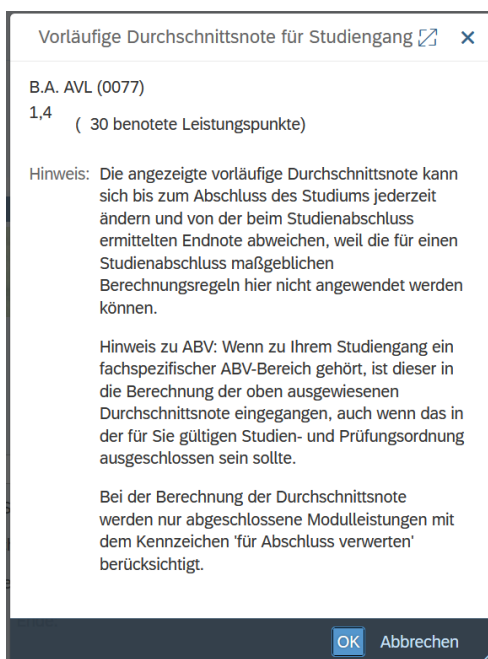 Vorläufige Durchschnittsnote für Studiengang
B.A. AVL (0077)
1,4 ( 30 benotete Leistungspunkte)
Hinweis: Die angezeigte vorläufige Durchschnittsnote kann
sich bis zum Abschluss des Studiums jederzeit
ändern und von der beim Studienabschluss
ermittelten Endnote abweichen, weil die für einen
Studienabschluss maßgeblichen
Berechnungsregeln hier nicht angewendet werden
können.
Hinweis zu ABV: Wenn zu Ihrem Studiengang ein
fachspezifischer ABV-Bereich gehört, ist dieser in
die Berechnung der oben ausgewiesenen
Durchschnittsnote eingegangen, auch wenn das in
der für Sie gültigen Studien- und Prüfungsordnung
ausgeschlossen sein sollte.
Bei der Berechnung der Durchschnittsnote
werden nur abgeschlossene Modulleistungen mit
dem Kennzeichen 'für Abschluss verwerten'
berücksichtigt.
OK Abbrechen